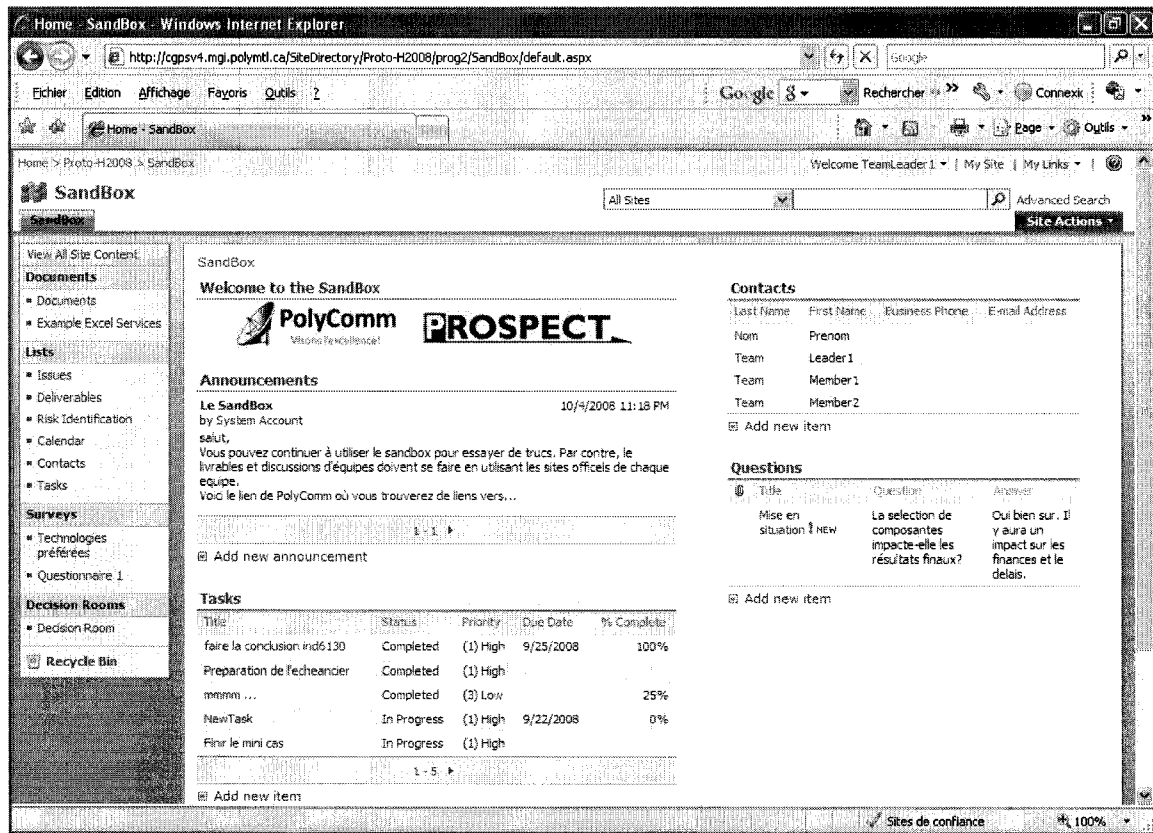 Home - SandBox - Windows Internet Explorer
http://cgpsv4.mgi.polymtl.ca/SiteDirectory/Proto-H2008/prog2/SandBox/default.aspx
Google
Fichier Edition Affichage Favoris Outils ?
Google Rechercher Connexi
Home - SandBox
Page Outils
Home > Proto-H2008 > SandBox
Welcome TeamLeader1 | My Site | My Links |
SandBox
All Sites
Advanced Search
SandBox
Site Actions
View All Site Content
Documents
Documents
Example Excel Services
Lists
Issues
Deliverables
Risk Identification
Calendar
Contacts
Tasks
Surveys
Technologies
préférées
Questionnaire 1
Decision Rooms
Decision Room
Recycle Bin
SandBox
Welcome to the SandBox
PolyComm
Visons l'excellence!
PROSPECT
Announcements
Le SandBox 10/4/2008 11:18 PM
by System Account
salut,
Vous pouvez continuer à utiliser le sandbox pour essayer de trucs. Par contre, le
livrables et discussions d'équipes doivent se faire en utilisant les sites officels de chaque
equipe.
Voici le lien de PolyComm où vous trouverez de liens vers...
1 - 1
Add new announcement
Tasks
Title Status Priority Due Date % Complete
faire la conclusion ind6130 Completed (1) High 9/25/2008 100%
Preparation de l'echeancier Completed (1) High
mmmm ... Completed (3) Low 25%
NewTask In Progress (1) High 9/22/2008 0%
Finir le mini cas In Progress (1) High
1 - 5
Add new item
Contacts
Last Name First Name Business Phone E-mail Address
Nom Prenom
Team Leader1
Team Member1
Team Member2
Add new item
Questions
Title Question Answer
Mise en situation ! NEW
La selection de
composantes
impacte-elle les
résultats finaux?
Oui bien sur. Il
y aura un
impact sur les
finances et le
delais.
Add new item
Sites de confiance 100%